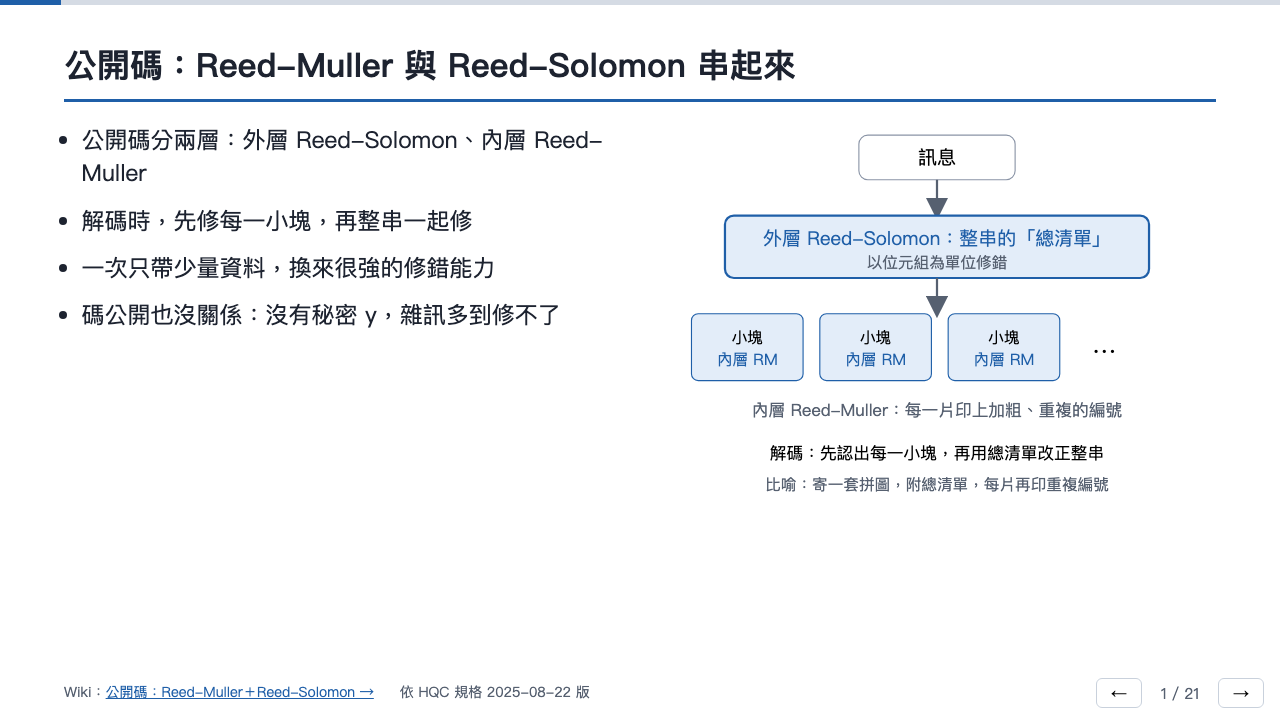 公開碼：Reed–Muller 與 Reed–Solomon 串起來
• 公開碼分兩層：外層 Reed–Solomon、內層 Reed–
Muller
• 解碼時，先修每一小塊，再整串一起修
• 一次只帶少量資料，換來很強的修錯能力
• 碼公開也沒關係：沒有秘密 y，雜訊多到修不了
訊息
外層 Reed–Solomon：整串的「總清單」
以位元組為單位修錯
小塊 小塊 小塊
內層 RM 內層 RM 內層 RM …
內層 Reed–Muller：每一片印上加粗、重複的編號
解碼：先認出每一小塊，再用總清單改正整串
比喻：寄一套拼圖，附總清單，每片再印重複編號
Wiki：公開碼：Reed–Muller＋Reed–Solomon → 依 HQC 規格 2025-08-22 版
← 1 / 21 →